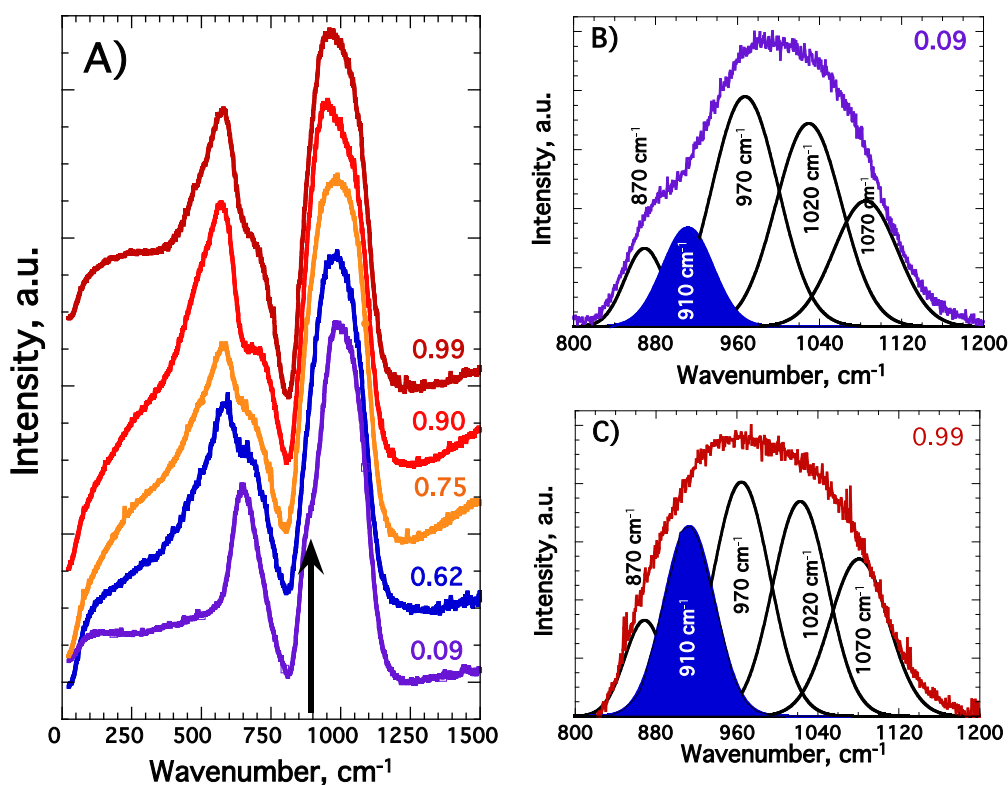 A)
Intensity, a.u.
0.99
0.90
0.75
0.62
0.09
0 250 500 750 1000 1250 1500
Wavenumber, cm-1
B)
0.09
Intensity, a.u.
870 cm-1
910 cm-1
970 cm-1
1020 cm-1
1070 cm-1
800 880 960 1040 1120 1200
Wavenumber, cm-1
C)
0.99
Intensity, a.u.
870 cm-1
910 cm-1
970 cm-1
1020 cm-1
1070 cm-1
800 880 960 1040 1120 1200
Wavenumber, cm-1